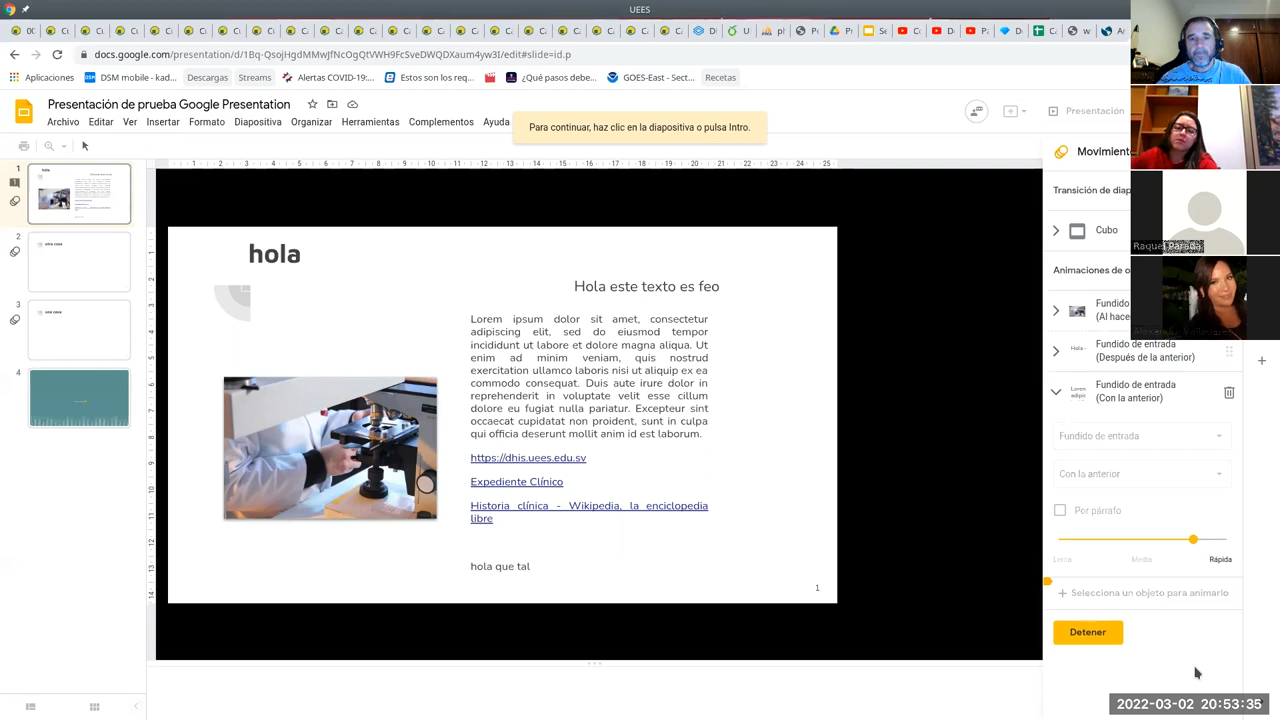 UEES
docs.google.com/presentation/d/1Bq-QsojHgdMMwJfNcOgQtVWH9FcSveDWQDXaum4yw3I/edit#slide=id.p
Aplicaciones
DSM mobile - kad...
Descargas
Streams
Alertas COVID-19:...
Estos son los req...
¿Qué pasos debe...
GOES-East - Sect...
Recetas
Presentación de prueba Google Presentation
Archivo Editar Ver Insertar Formato Diapositiva Organizar Herramientas Complementos Ayuda
Para continuar, haz clic en la diapositiva o pulsa Intro.
Presentación
Movimiento
Transición de diap
Cubo
Animaciones de o
Fundido
(Al hace
Fundido de entrada
(Después de la anterior)
Fundido de entrada
(Con la anterior)
Fundido de entrada
Con la anterior
Por párrafo
Lenta Media Rápida
Selecciona un objeto para animarlo
Detener
1
2
3
4
hola
Hola este texto es feo
Lorem ipsum dolor sit amet, consectetur
adipiscing elit, sed do eiusmod tempor
incididunt ut labore et dolore magna aliqua. Ut
enim ad minim veniam, quis nostrud
exercitation ullamco laboris nisi ut aliquip ex ea
commodo consequat. Duis aute irure dolor in
reprehenderit in voluptate velit esse cillum
dolore eu fugiat nulla pariatur. Excepteur sint
occaecat cupidatat non proident, sunt in culpa
qui officia deserunt mollit anim id est laborum.
https://dhis.uees.edu.sv
Expediente Clínico
Historia clínica - Wikipedia, la enciclopedia
libre
hola que tal
1
Raquel Parada
2022-03-02 20:53:35